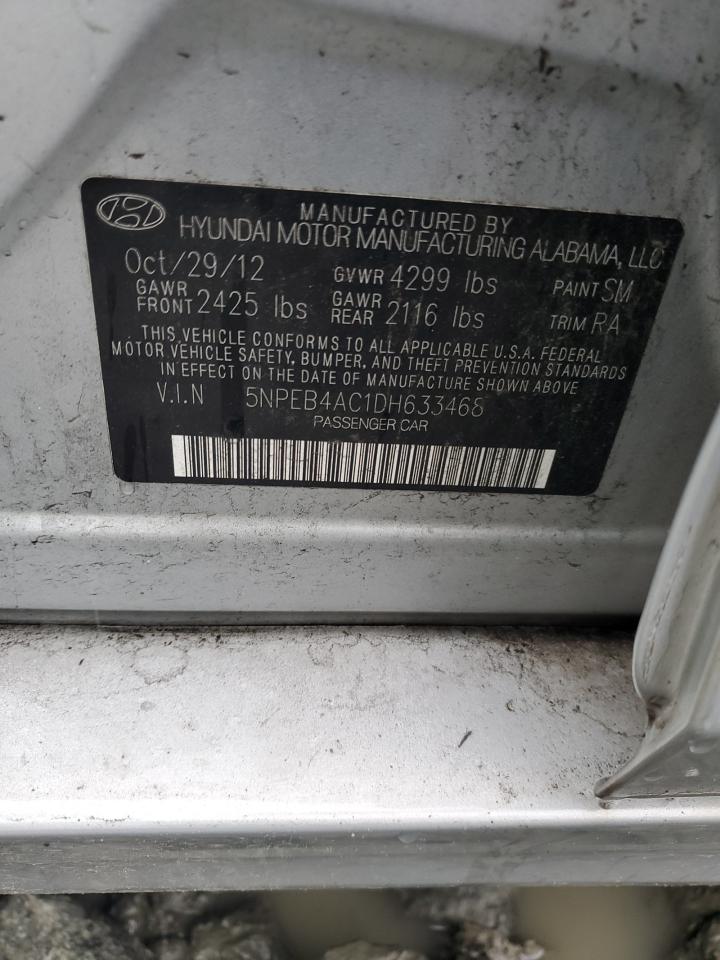 MANUFACTURED BY
HYUNDAI MOTOR MANUFACTURING ALABAMA, LLC
Oct/29/12 GVWR 4299 lbs PAINT SM
GAWR FRONT 2425 lbs GAWR REAR 2116 lbs TRIM RA
THIS VEHICLE CONFORMS TO ALL APPLICABLE U.S.A. FEDERAL
MOTOR VEHICLE SAFETY, BUMPER, AND THEFT PREVENTION STANDARDS
IN EFFECT ON THE DATE OF MANUFACTURE SHOWN ABOVE
V.I.N 5NPEB4AC1DH633468
PASSENGER CAR